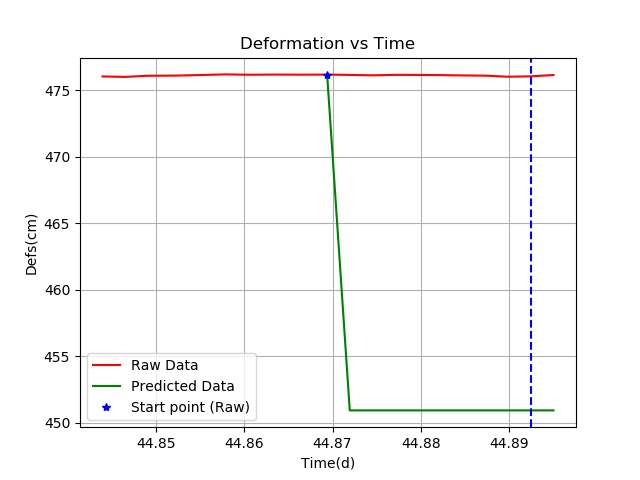 Deformation vs Time
Defs(cm)
475
470
465
460
455
450
Raw Data
Predicted Data
Start point (Raw)
44.85
44.86
44.87
44.88
44.89
Time(d)